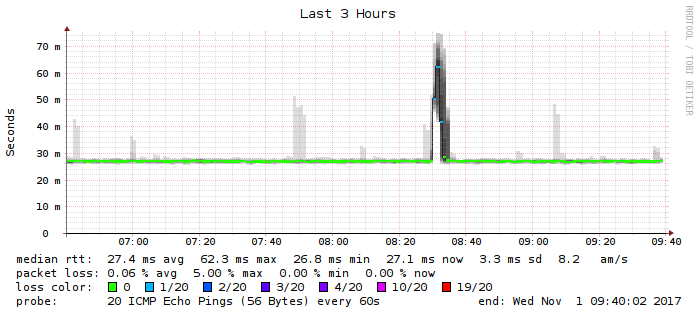 Last 3 Hours
RRDTOOL / TOBI OETIKER
Seconds
70 m
60 m
50 m
40 m
30 m
20 m
10 m
0
07:00 07:20 07:40 08:00 08:20 08:40 09:00 09:20 09:40
median rtt: 27.4 ms avg 62.3 ms max 26.8 ms min 27.1 ms now 3.3 ms sd 8.2 am/s
packet loss: 0.06 % avg 5.00 % max 0.00 % min 0.00 % now
loss color: 0 1/20 2/20 3/20 4/20 10/20 19/20
probe: 20 ICMP Echo Pings (56 Bytes) every 60s end: Wed Nov 1 09:40:02 2017